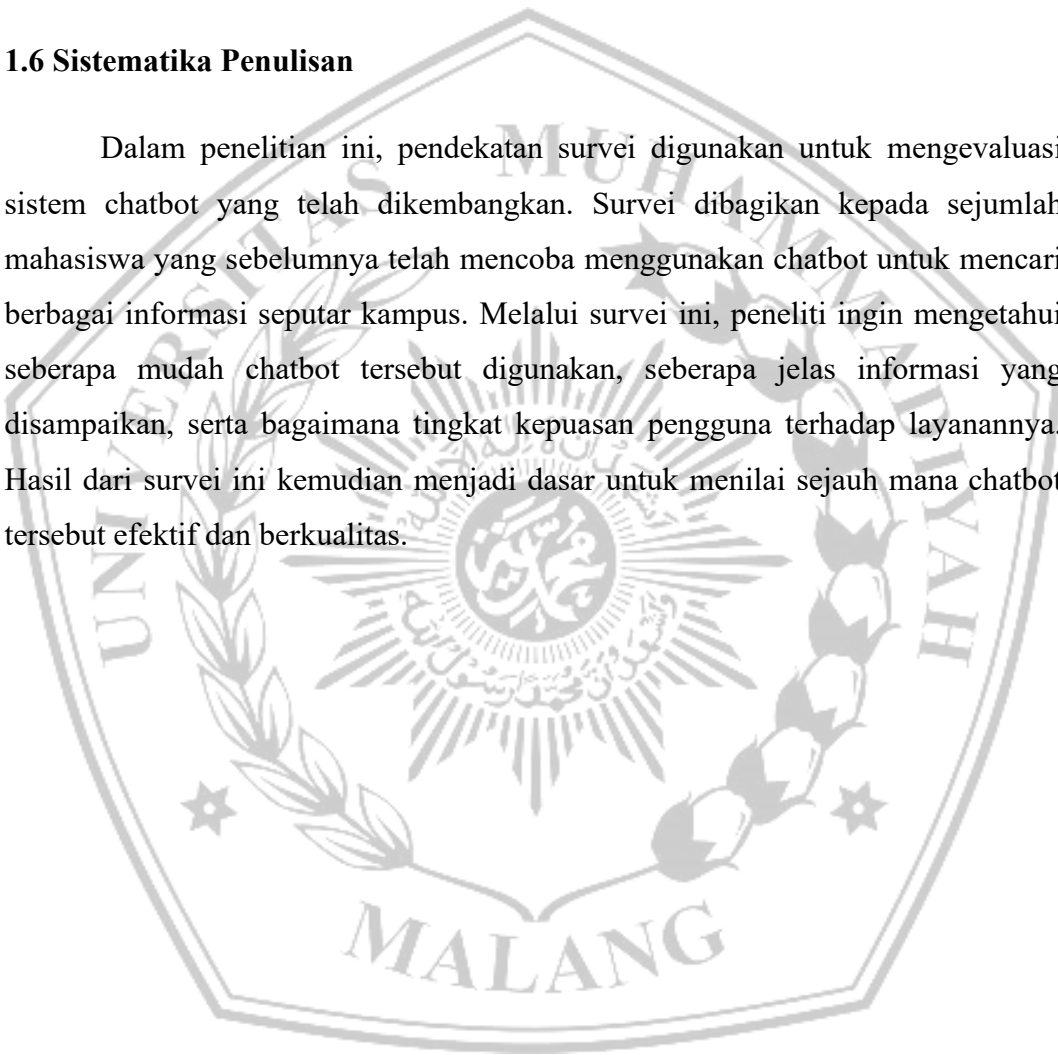 1.6 Sistematika Penulisan
Dalam penelitian ini, pendekatan survei digunakan untuk mengevaluasi
sistem chatbot yang telah dikembangkan. Survei dibagikan kepada sejumlah
mahasiswa yang sebelumnya telah mencoba menggunakan chatbot untuk mencari
berbagai informasi seputar kampus. Melalui survei ini, peneliti ingin mengetahui
seberapa mudah chatbot tersebut digunakan, seberapa jelas informasi yang
disampaikan, serta bagaimana tingkat kepuasan pengguna terhadap layanannya.
Hasil dari survei ini kemudian menjadi dasar untuk menilai sejauh mana chatbot
tersebut efektif dan berkualitas.
UNIVERSITAS MUHAMMADIYAH
MALANG